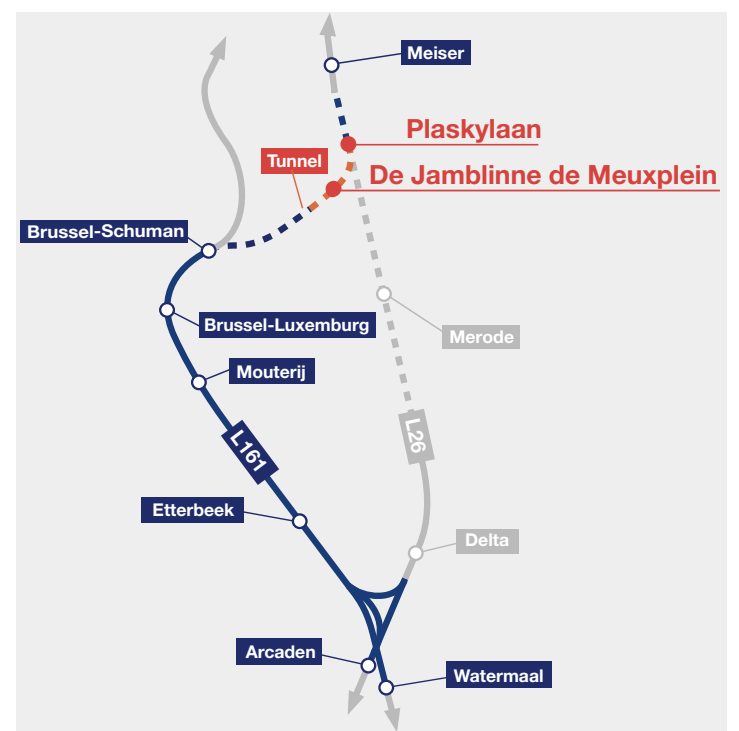 Meiser
Plaskylaan
Tunnel
De Jamblinne de Meuxplein
Brussel-Schuman
Brussel-Luxemburg
Merode
Mouterij
L161
L26
Etterbeek
Delta
Arcaden
Watermaal